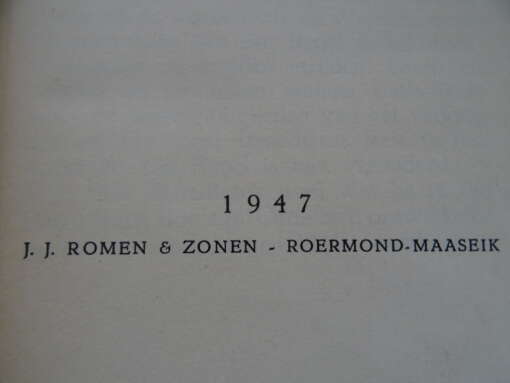 1947
J. J. ROMEN & ZONEN - ROERMOND-MAASEIK